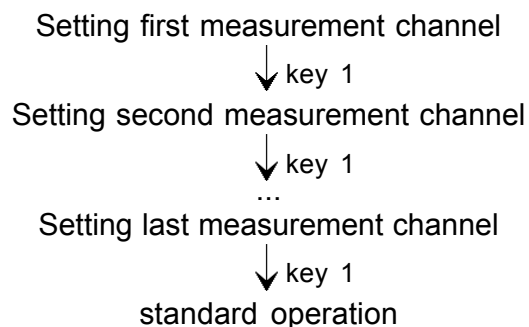 Setting first measurement channel
key 1
Setting second measurement channel
key 1
...
Setting last measurement channel
key 1
standard operation